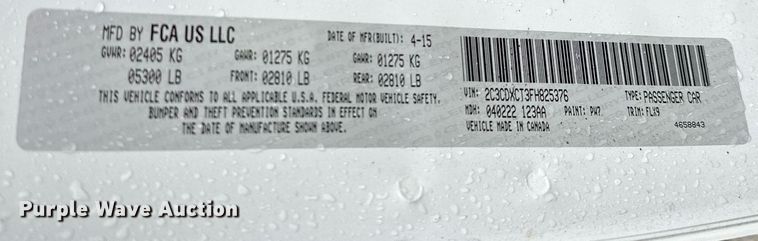 MFD BY FCA US LLC
DATE OF MFR(BUILT): 4-15
GVWR: 02405 KG GAWR: 01275 KG GAWR: 01275 KG
05300 LB FRONT: 02810 LB REAR: 02810 LB
THIS VEHICLE CONFORMS TO ALL APPLICABLE U.S.A. FEDERAL MOTOR VEHICLE SAFETY,
BUMPER AND THEFT PREVENTION STANDARDS IN EFFECT ON
THE DATE OF MANUFACTURE SHOWN ABOVE.
VIN: 2C3CDXCT3FH825376 TYPE: PASSENGER CAR
MDH: 040222 123AA PAINT: PW7 TRIM: FLX9
VEHICLE MADE IN CANADA 4658843
Purple Wave Auction